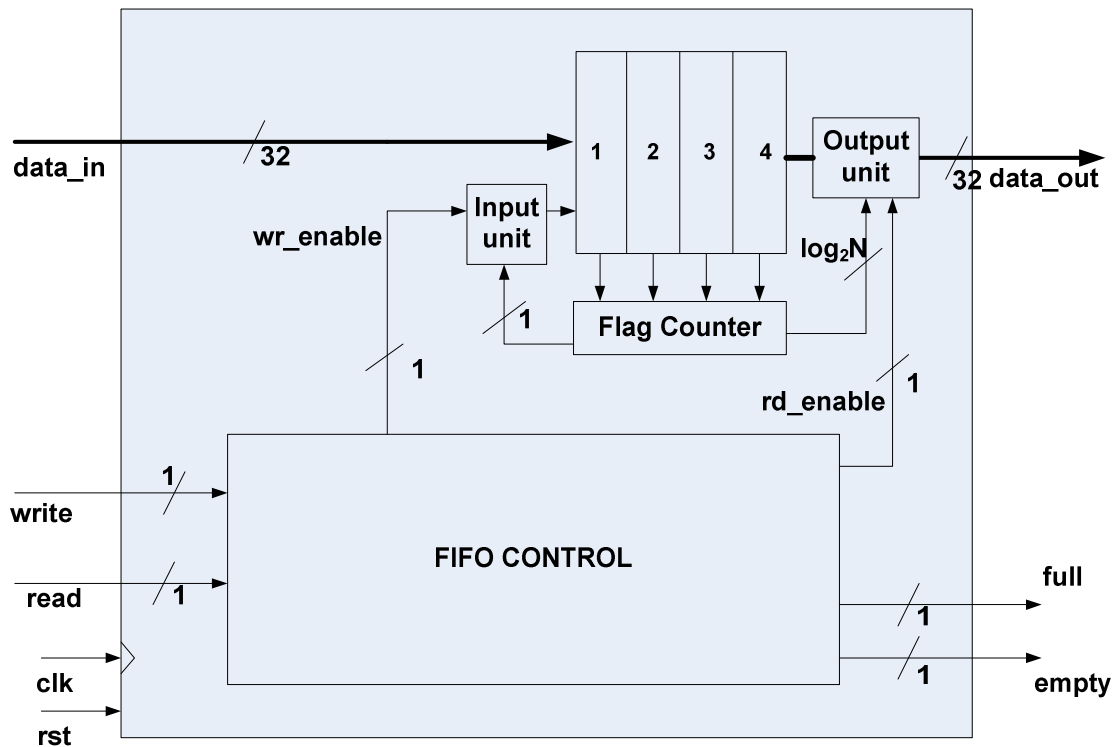 data_in
32
1
2
3
4
Output
unit
32
data_out
wr_enable
Input
unit
log₂N
1
Flag Counter
1
rd_enable
1
1
write
FIFO CONTROL
read
1
full
1
clk
1
empty
rst